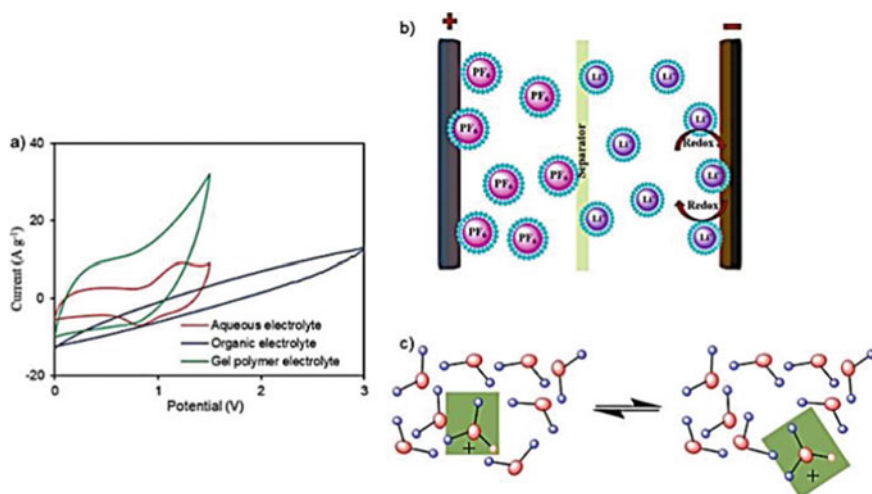 a)
Current (A g⁻¹)
40
20
0
-20
0
1
2
3
Potential (V)
Aqueous electrolyte
Organic electrolyte
Gel polymer electrolyte
b)
+
−
PF₆
PF₆
PF₆
PF₆
PF₆
PF₆
PF₆
Separator
Li⁺
Li⁺
Li⁺
Li⁺
Li⁺
Li⁺
Li⁺
Li⁺
Redox
Redox
c)
+
+